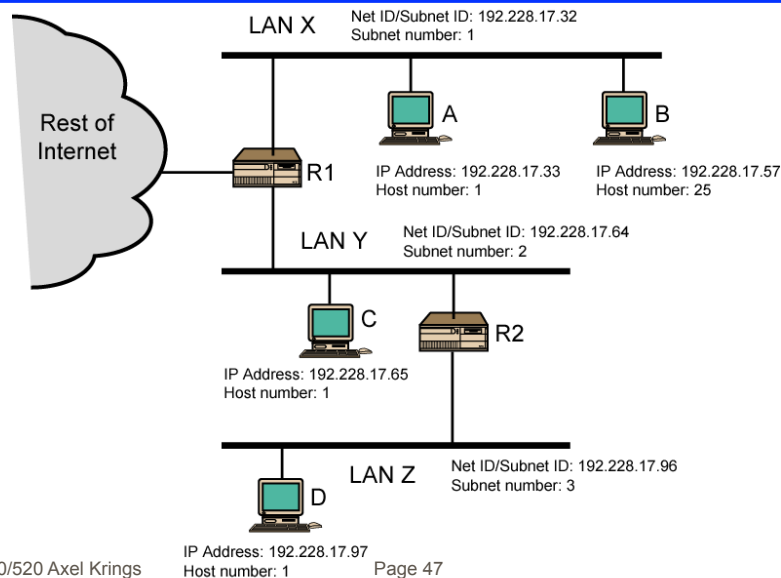 LAN X
Net ID/Subnet ID: 192.228.17.32
Subnet number: 1
Rest of
Internet
A
B
R1
IP Address: 192.228.17.33
Host number: 1
IP Address: 192.228.17.57
Host number: 25
LAN Y
Net ID/Subnet ID: 192.228.17.64
Subnet number: 2
C
R2
IP Address: 192.228.17.65
Host number: 1
LAN Z
Net ID/Subnet ID: 192.228.17.96
Subnet number: 3
D
IP Address: 192.228.17.97
Host number: 1
0/520 Axel Krings
Page 47